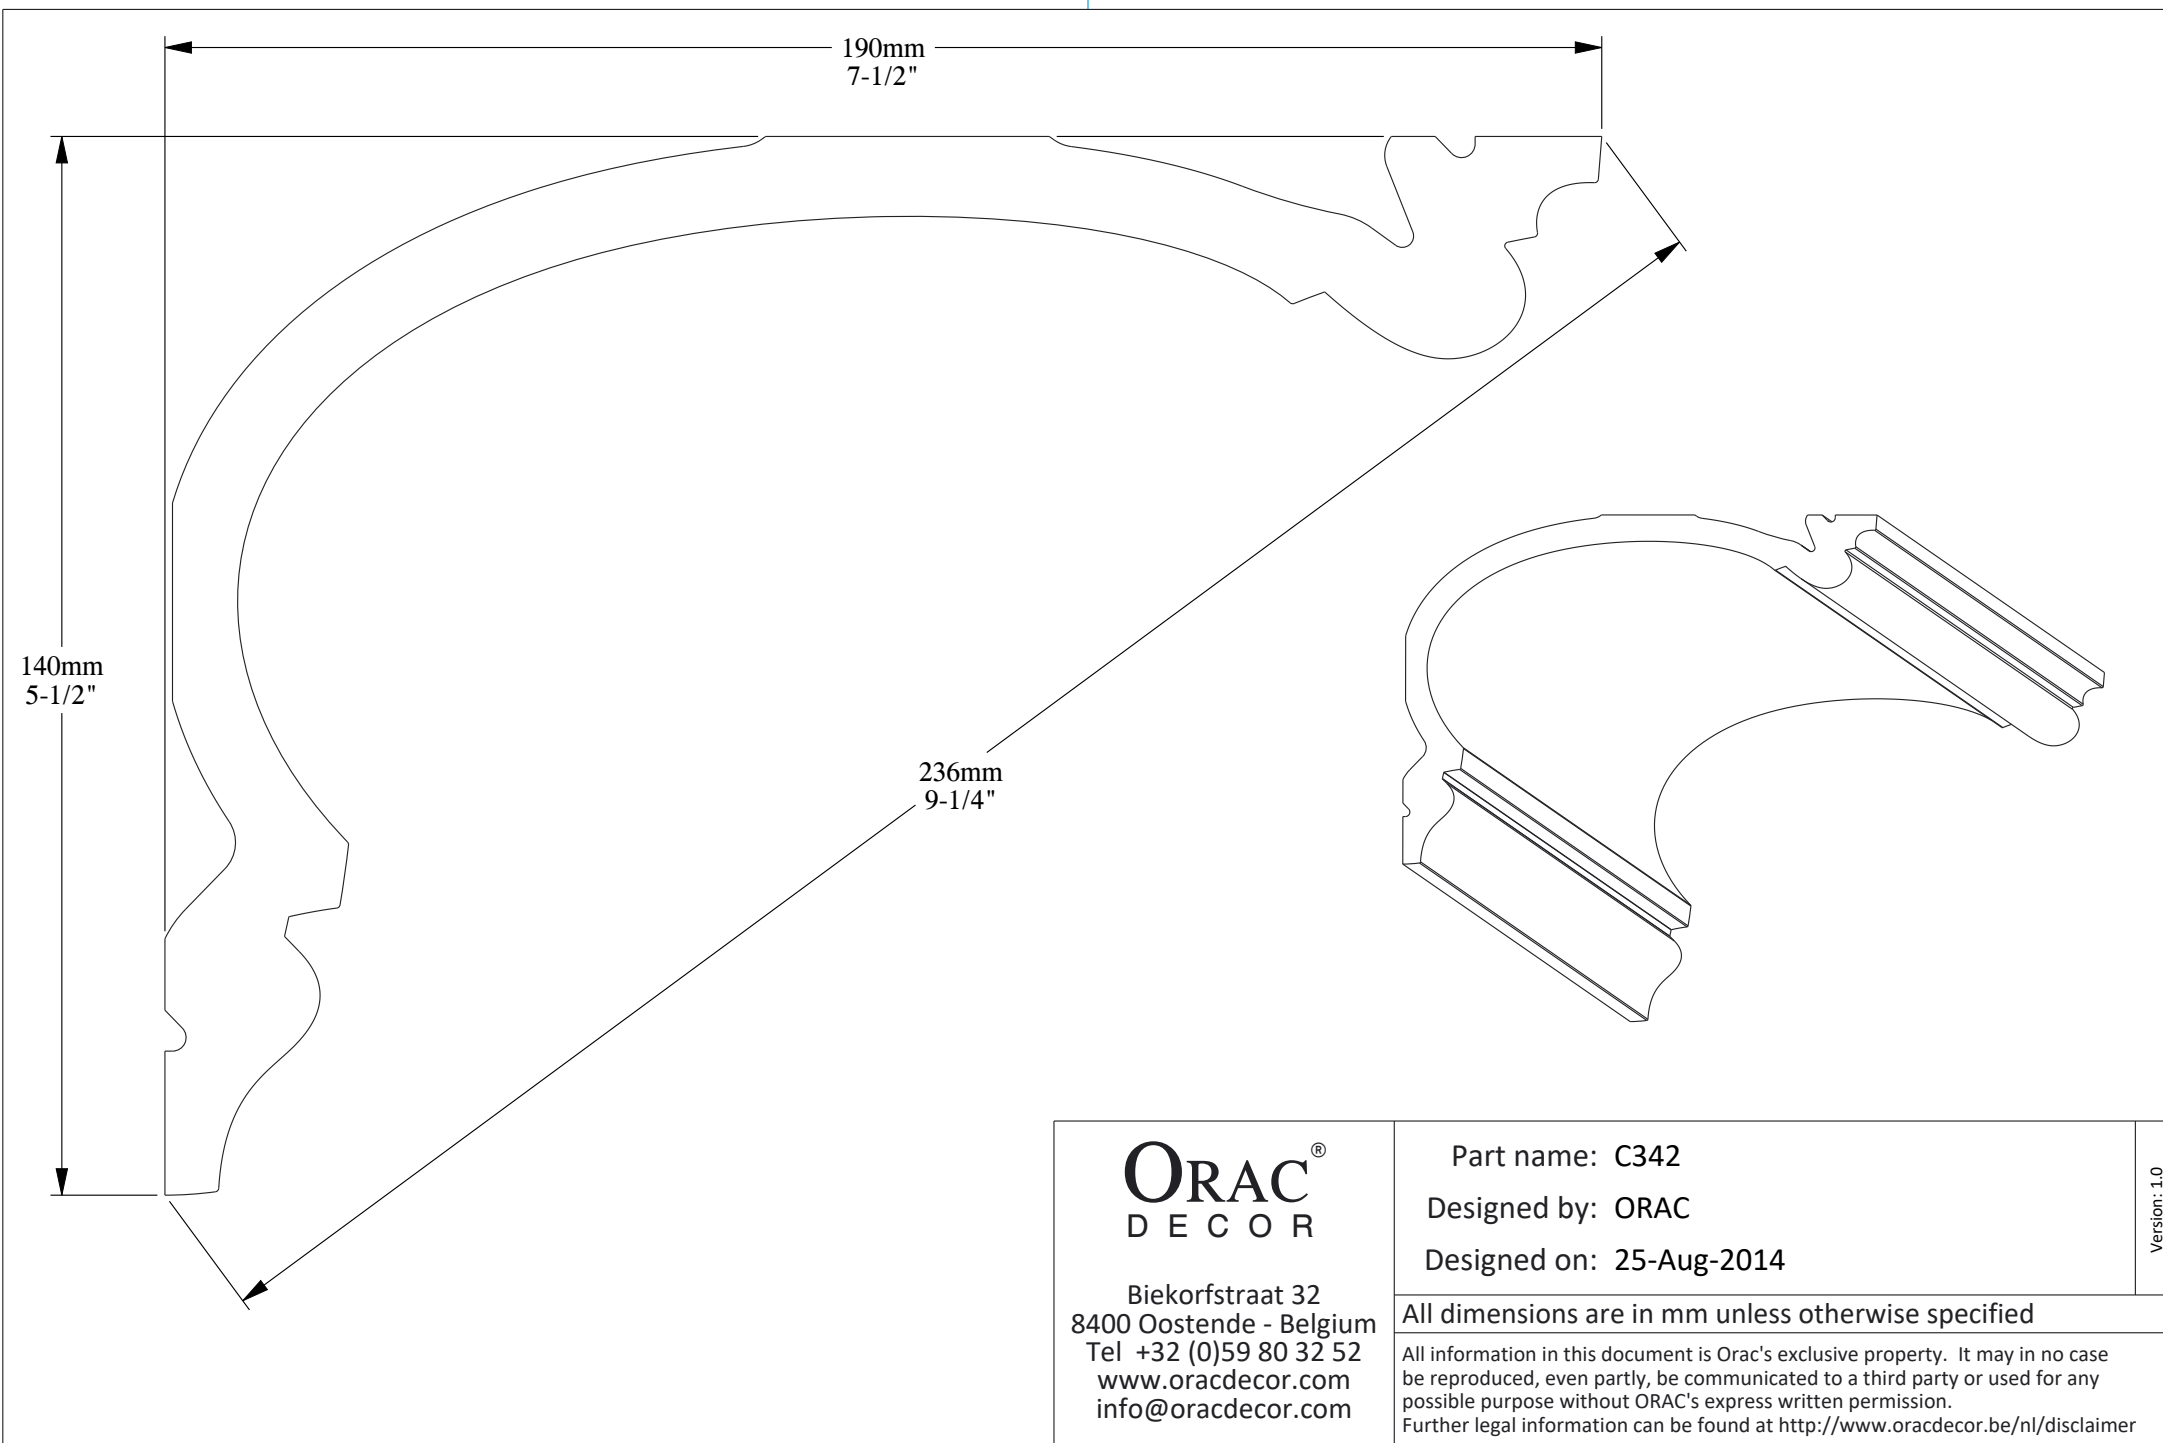 190mm
7-1/2"
140mm
5-1/2"
236mm
9-1/4"
ORAC®
DECOR
Biekorfstraat 32
8400 Oostende - Belgium
Tel +32 (0)59 80 32 52
www.oracdecor.com
info@oracdecor.com
Part name: C342
Designed by: ORAC
Designed on: 25-Aug-2014
Version: 1.0
All dimensions are in mm unless otherwise specified
All information in this document is Orac's exclusive property. It may in no case
be reproduced, even partly, be communicated to a third party or used for any
possible purpose without ORAC's express written permission.
Further legal information can be found at http://www.oracdecor.be/nl/disclaimer